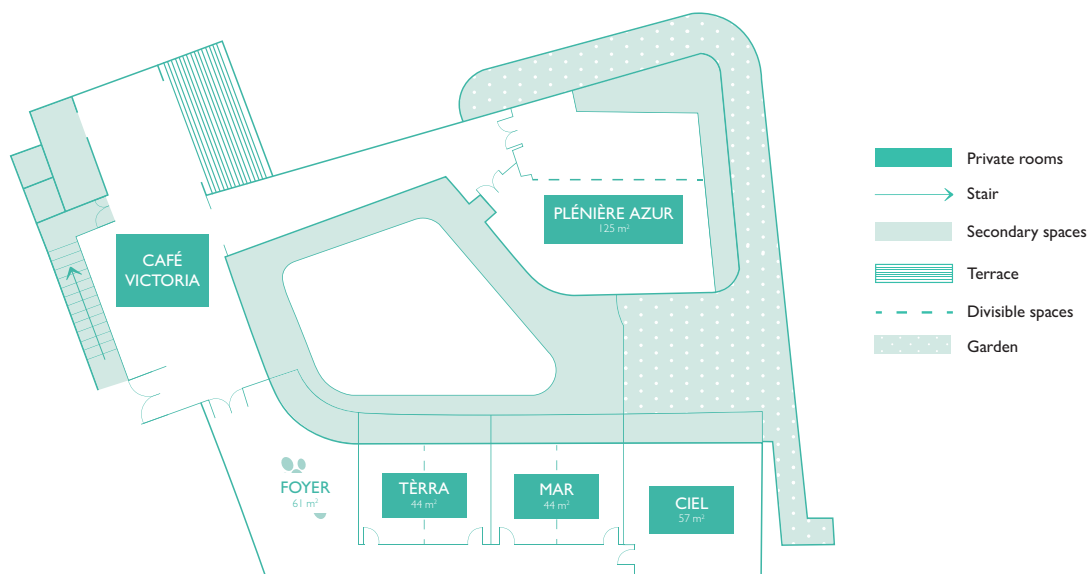 PLÉNIÈRE AZUR
125 m²
CAFÉ
VICTORIA
FOYER
61 m²
TÈRRA
44 m²
MAR
44 m²
CIEL
57 m²
Private rooms
Stair
Secondary spaces
Terrace
Divisible spaces
Garden